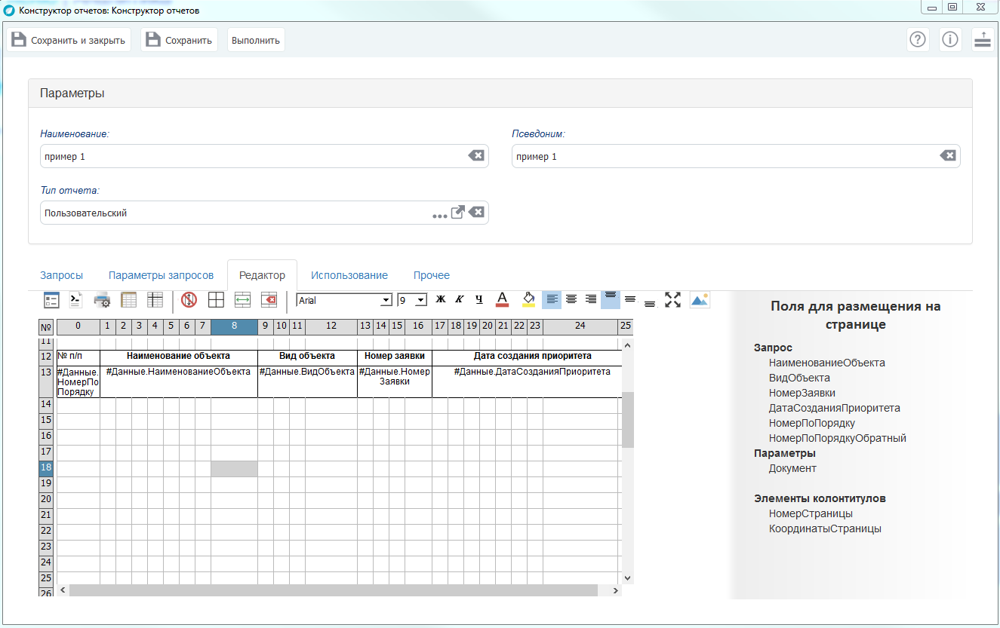 Конструктор отчетов: Конструктор отчетов
Сохранить и закрыть Сохранить Выполнить
Параметры
Наименование: Псевдоним:
пример 1 пример 1
Тип отчета:
Пользовательский
Запросы Параметры запросов Редактор Использование Прочее
Arial 9 Ж К Ч А
№ 0 1 2 3 4 5 6 7 8 9 10 11 12 13 14 15 16 17 18 19 20 21 22 23 24 25
11
12 № п/п Наименование объекта Вид объекта Номер заявки Дата создания приоритета
13 #Данные. #Данные.НаименованиеОбъекта #Данные.ВидОбъекта #Данные.Номер #Данные.ДатаСозданияПриоритета
НомерПо Заявки
Порядку
14
15
16
17
18
19
20
21
22
23
24
25
26
Поля для размещения на
странице
Запрос
НаименованиеОбъекта
ВидОбъекта
НомерЗаявки
ДатаСозданияПриоритета
НомерПоПорядку
НомерПоПорядкуОбратный
Параметры
Документ
Элементы колонтитулов
НомерСтраницы
КоординатыСтраницы